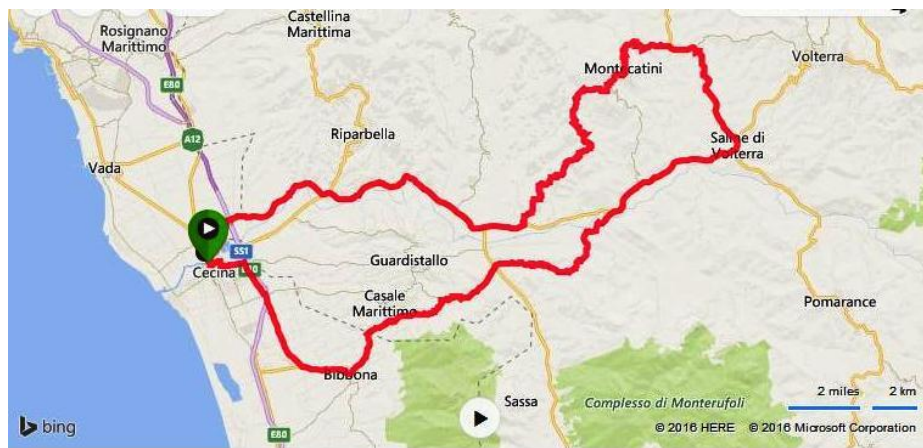 Rosignano
Marittimo
Castellina
Marittima
E80
Montecatini
Volterra
A12
Riparbella
Saline di
Volterra
Vada
SS1
Cecina
Guardistallo
Casale
Marittimo
Pomarance
Bibbona
Sassa
Complesso di Monterufoli
2 miles
2 km
bing
E80
© 2016 HERE
© 2016 Microsoft Corporation